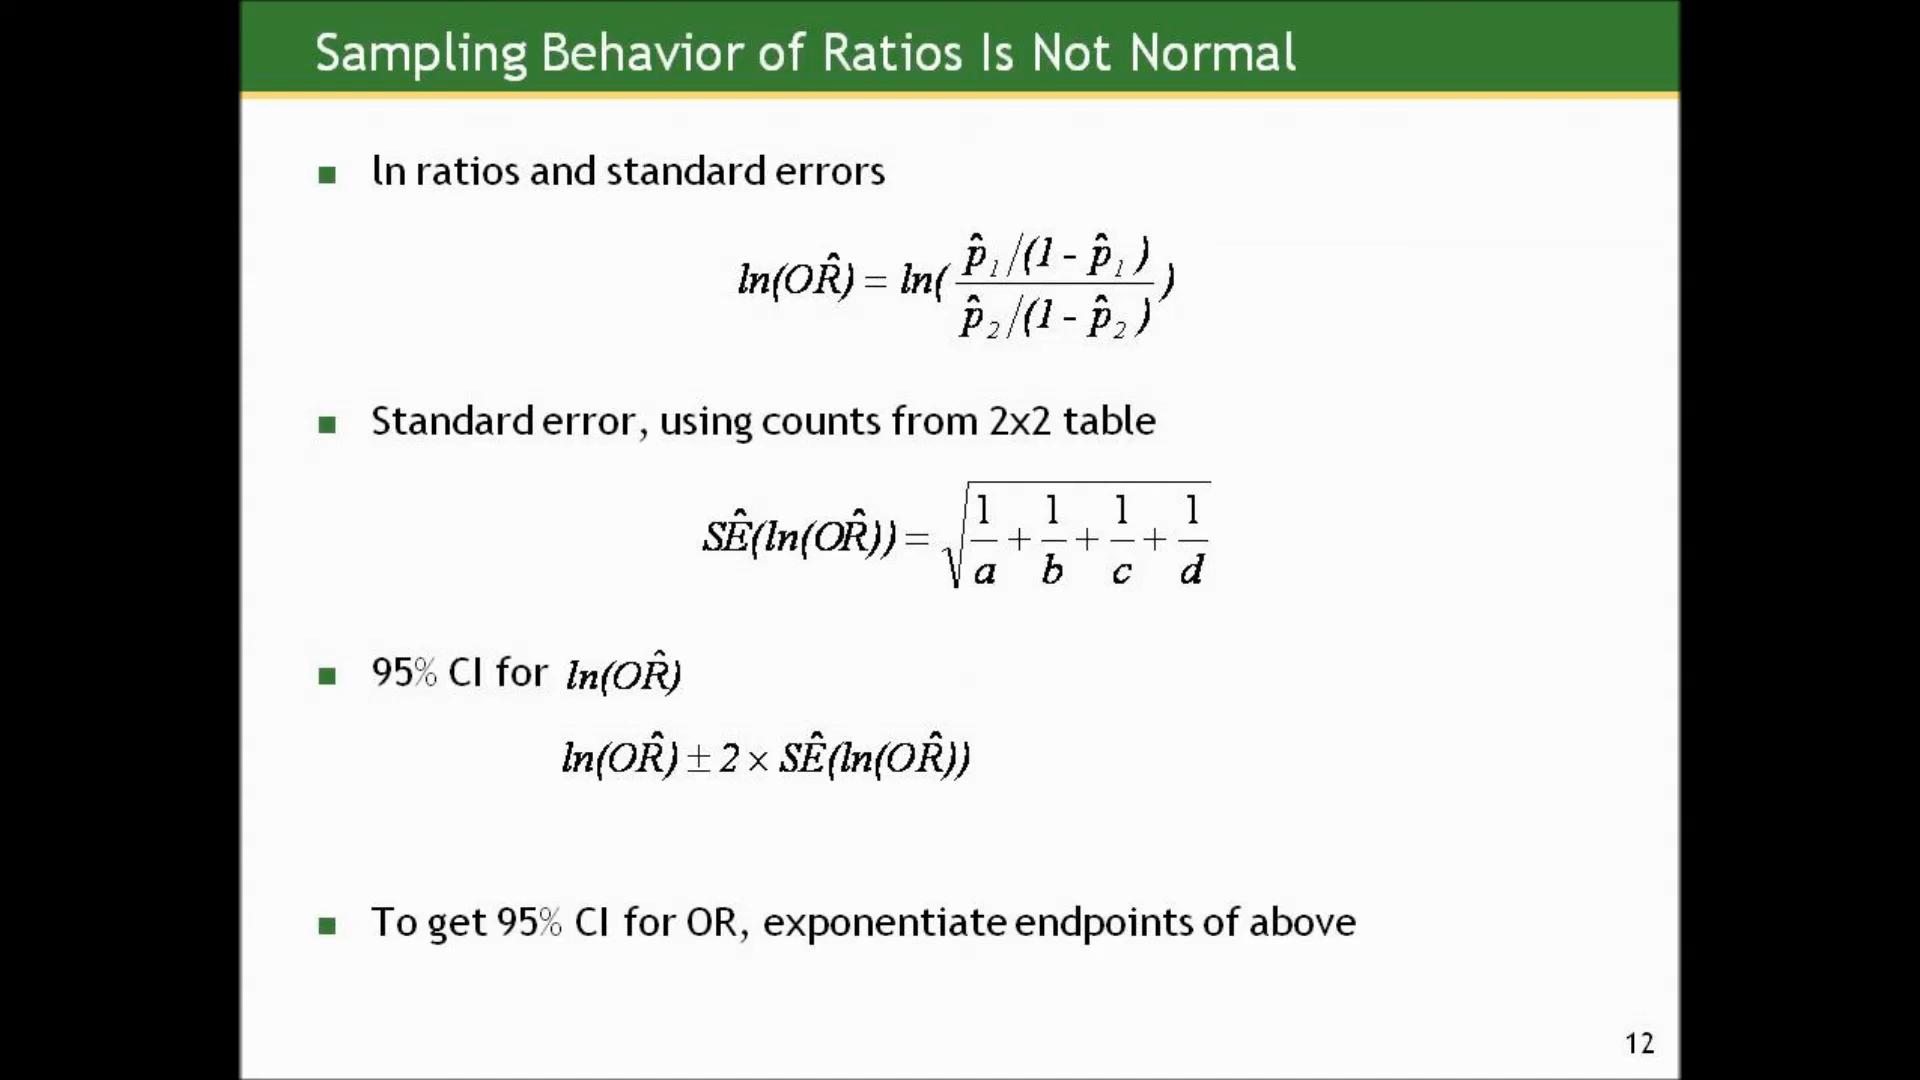 Sampling Behavior of Ratios Is Not Normal
ln ratios and standard errors
ln(OR̂) = ln( p̂₁/(1 - p̂₁) / p̂₂/(1 - p̂₂) )
Standard error, using counts from 2x2 table
SÊ(ln(OR̂)) = √ 1/a + 1/b + 1/c + 1/d
95% CI for ln(OR̂)
ln(OR̂) ± 2 × SÊ(ln(OR̂))
To get 95% CI for OR, exponentiate endpoints of above
12